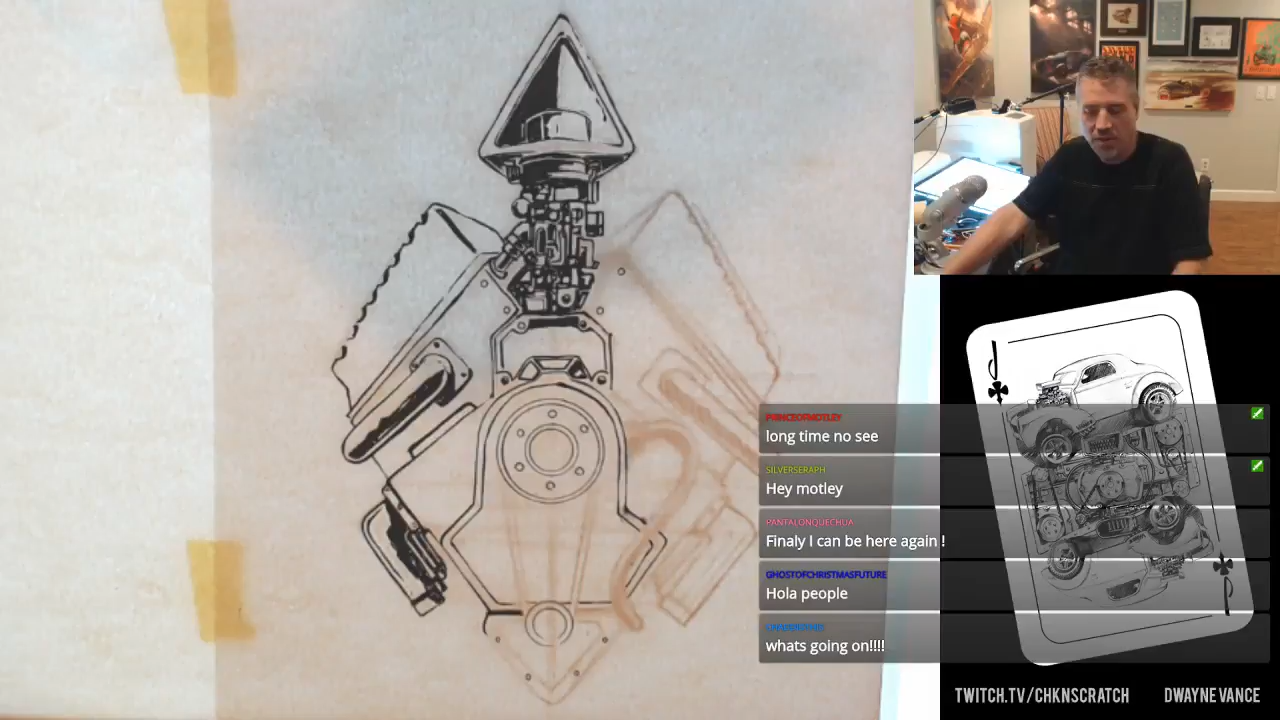 J
PRINCEOFMOTLEY
long time no see
SILVERSERAPH
Hey motley
PANTALONQUECHUA
Finaly I can be here again !
GHOSTOFCHRISTMASFUTURE
Hola people
whats going on!!!!
J
TWITCH.TV/CHKNSCRATCH
DWAYNE VANCE